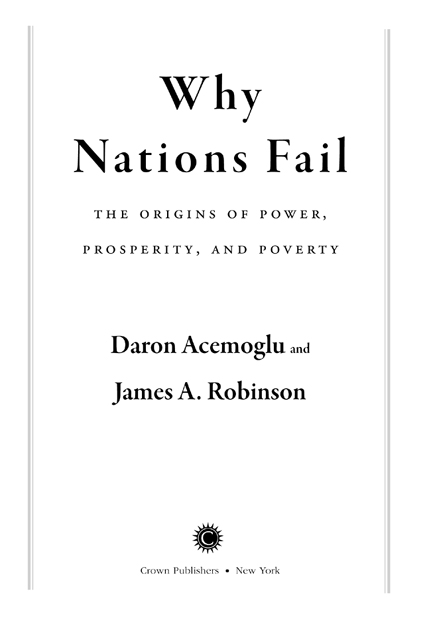 Why
Nations Fail
THE ORIGINS OF POWER,
PROSPERITY, AND POVERTY
Daron Acemoglu and
James A. Robinson
C
Crown Publishers • New York